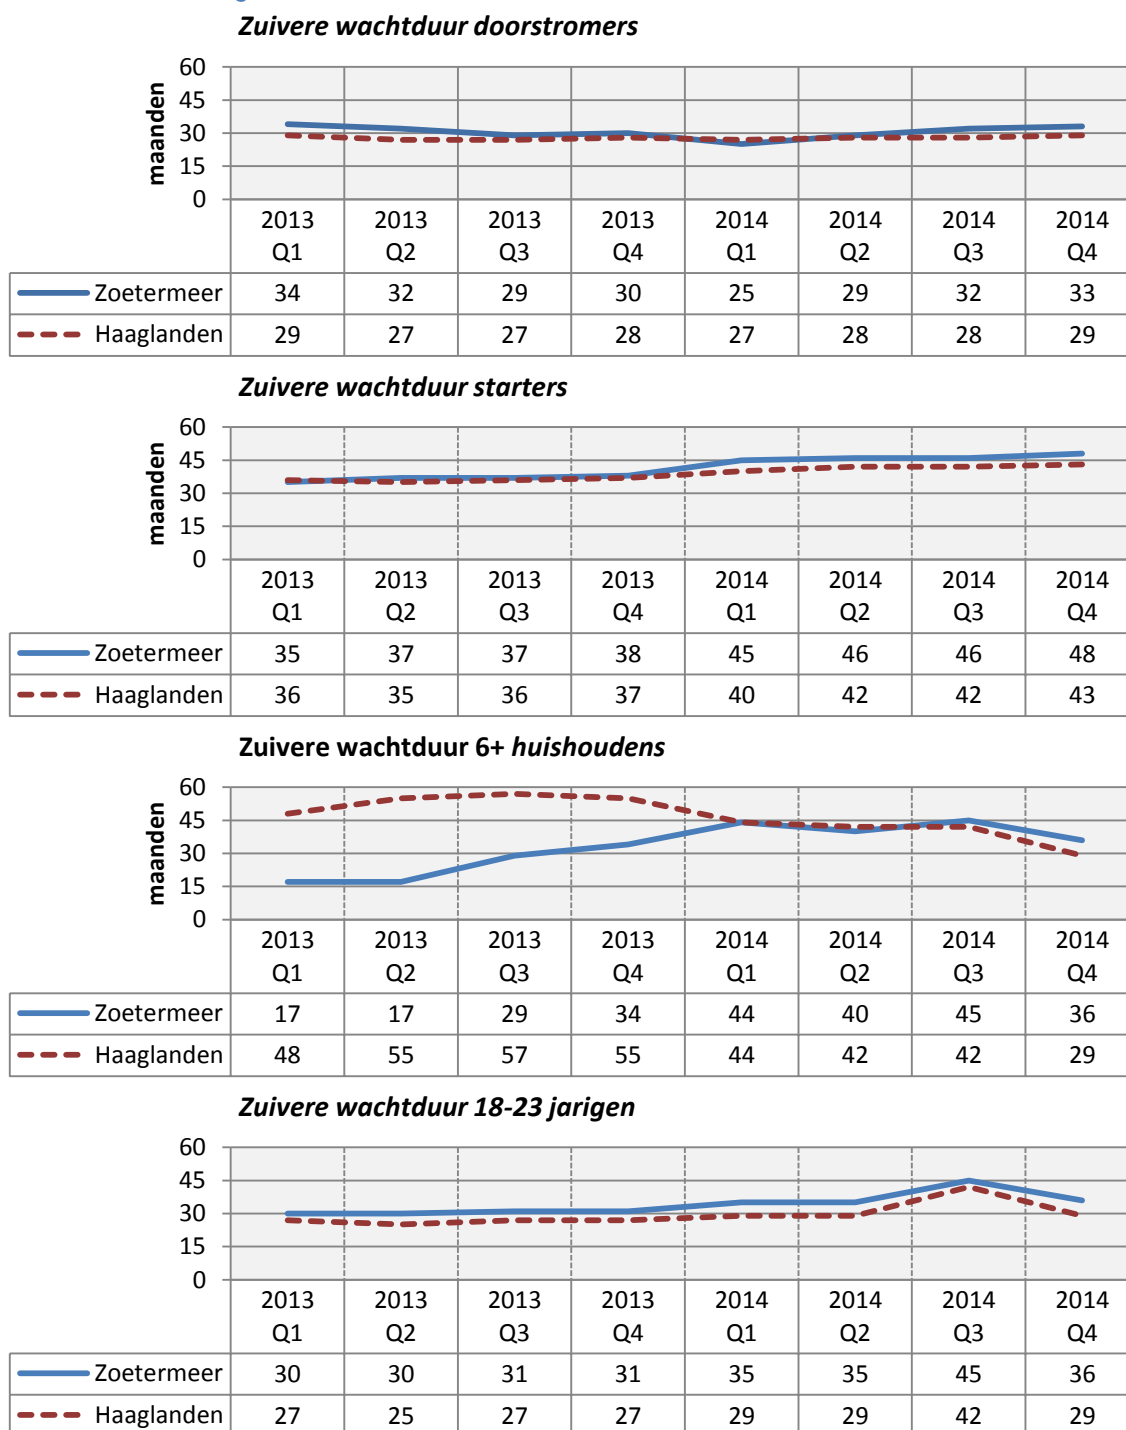 Zuivere wachtduur doorstromers
maanden
60
45
30
15
0
2013 2013 2013 2013 2014 2014 2014 2014
Q1 Q2 Q3 Q4 Q1 Q2 Q3 Q4
Zoetermeer 34 32 29 30 25 29 32 33
Haaglanden 29 27 27 28 27 28 28 29
Zuivere wachtduur starters
maanden
60
45
30
15
0
2013 2013 2013 2013 2014 2014 2014 2014
Q1 Q2 Q3 Q4 Q1 Q2 Q3 Q4
Zoetermeer 35 37 37 38 45 46 46 48
Haaglanden 36 35 36 37 40 42 42 43
Zuivere wachtduur 6+ huishoudens
maanden
60
45
30
15
0
2013 2013 2013 2013 2014 2014 2014 2014
Q1 Q2 Q3 Q4 Q1 Q2 Q3 Q4
Zoetermeer 17 17 29 34 44 40 45 36
Haaglanden 48 55 57 55 44 42 42 29
Zuivere wachtduur 18-23 jarigen
60
45
30
15
0
2013 2013 2013 2013 2014 2014 2014 2014
Q1 Q2 Q3 Q4 Q1 Q2 Q3 Q4
Zoetermeer 30 30 31 31 35 35 45 36
Haaglanden 27 25 27 27 29 29 42 29